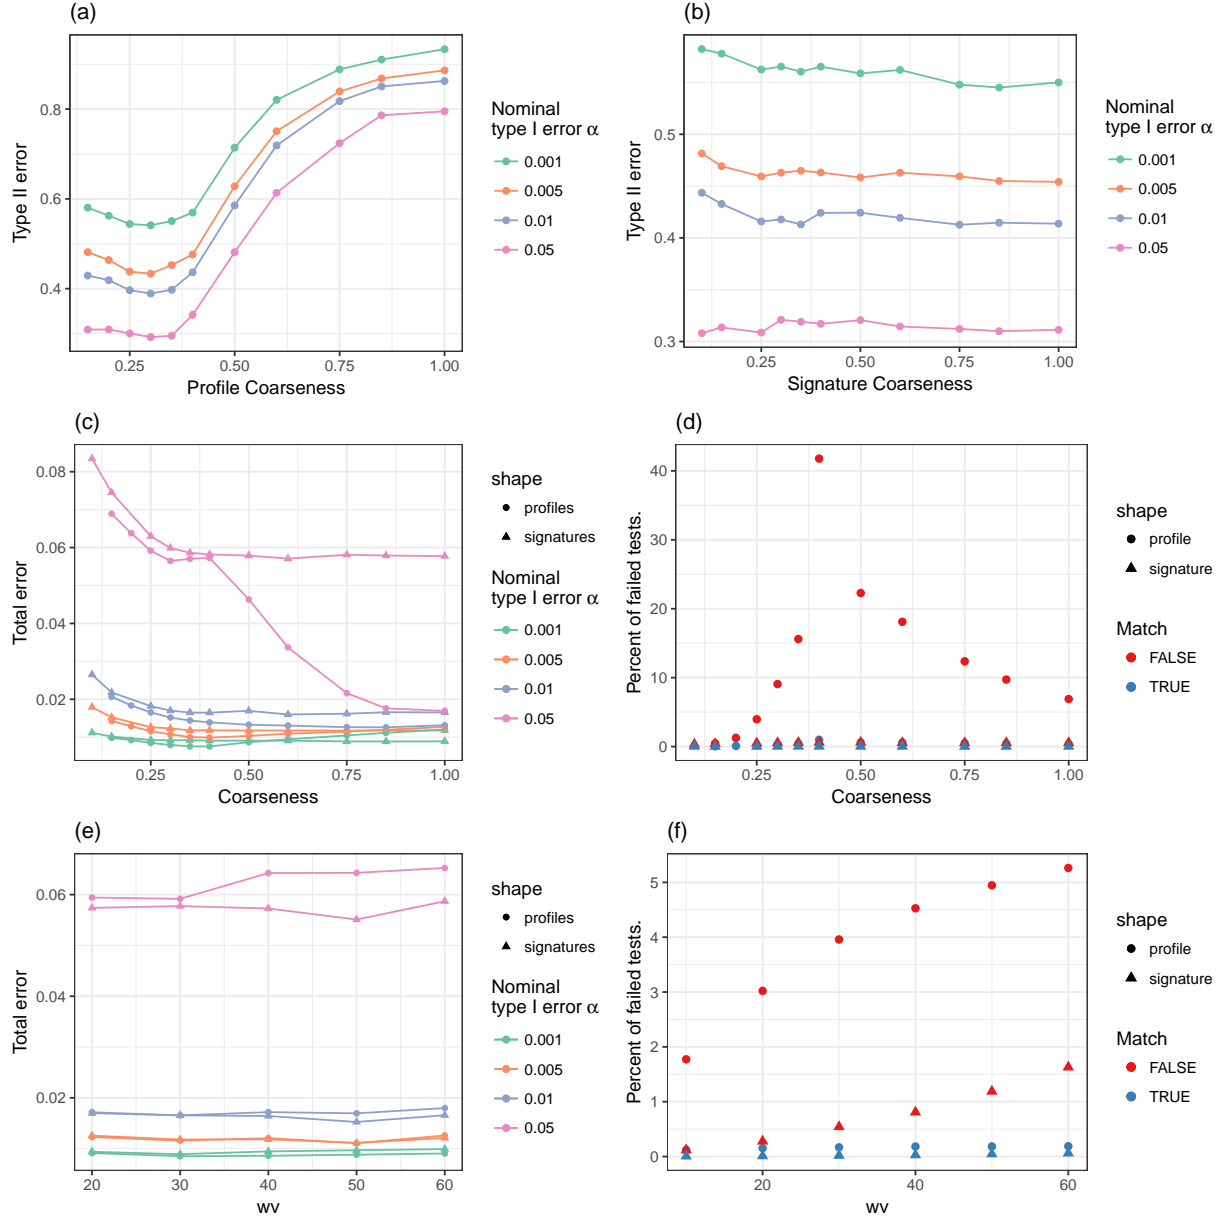 (a)
0.8
0.6
0.4
Type II error
0.25
0.50
0.75
1.00
Profile Coarseness
Nominal
type I error α
0.001
0.005
0.01
0.05
(b)
0.5
0.4
0.3
Type II error
0.25
0.50
0.75
1.00
Signature Coarseness
Nominal
type I error α
0.001
0.005
0.01
0.05
(c)
0.08
0.06
0.04
0.02
Total error
0.25
0.50
0.75
1.00
Coarseness
shape
profiles
signatures
Nominal
type I error α
0.001
0.005
0.01
0.05
(d)
40
30
20
10
0
Percent of failed tests.
0.25
0.50
0.75
1.00
Coarseness
shape
profile
signature
Match
FALSE
TRUE
(e)
0.06
0.04
0.02
Total error
20
30
40
50
60
wv
shape
profiles
signatures
Nominal
type I error α
0.001
0.005
0.01
0.05
(f)
5
4
3
2
1
0
Percent of failed tests.
20
40
60
wv
shape
profile
signature
Match
FALSE
TRUE